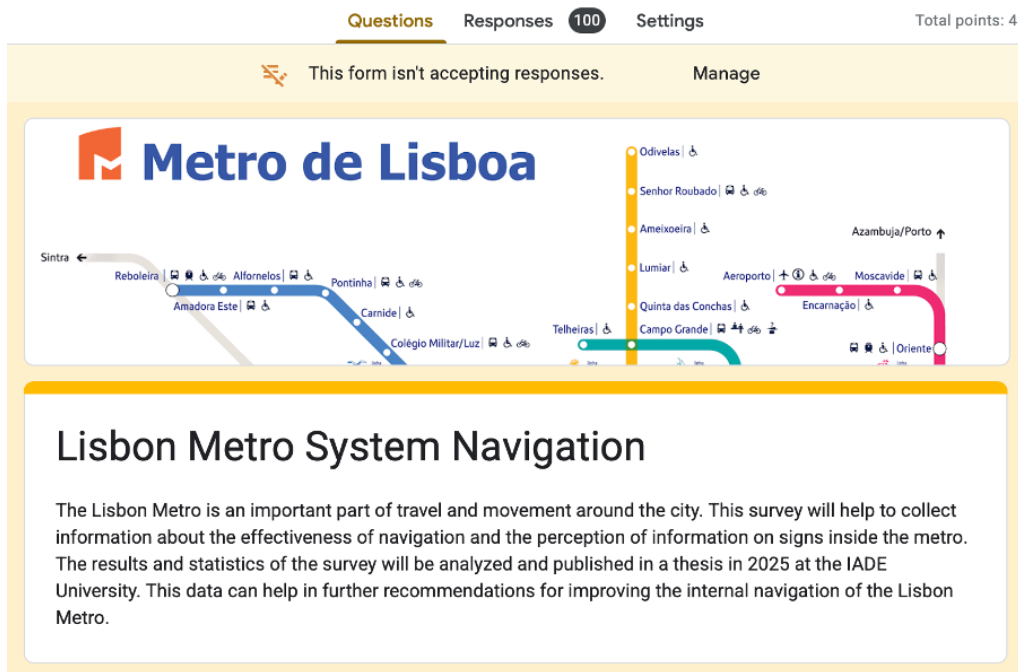 Questions Responses 100 Settings Total points: 4
This form isn't accepting responses. Manage
Metro de Lisboa
Odivelas
Senhor Roubado
Ameixoeira
Azambuja/Porto
Sintra
Lumiar
Reboleira
Alfornelos
Pontinha
Aeroporto
Moscavide
Amadora Este
Carnide
Quinta das Conchas
Encarnação
Telheiras
Campo Grande
Colégio Militar/Luz
Oriente
Lisbon Metro System Navigation
The Lisbon Metro is an important part of travel and movement around the city. This survey will help to collect
information about the effectiveness of navigation and the perception of information on signs inside the metro.
The results and statistics of the survey will be analyzed and published in a thesis in 2025 at the IADE
University. This data can help in further recommendations for improving the internal navigation of the Lisbon
Metro.